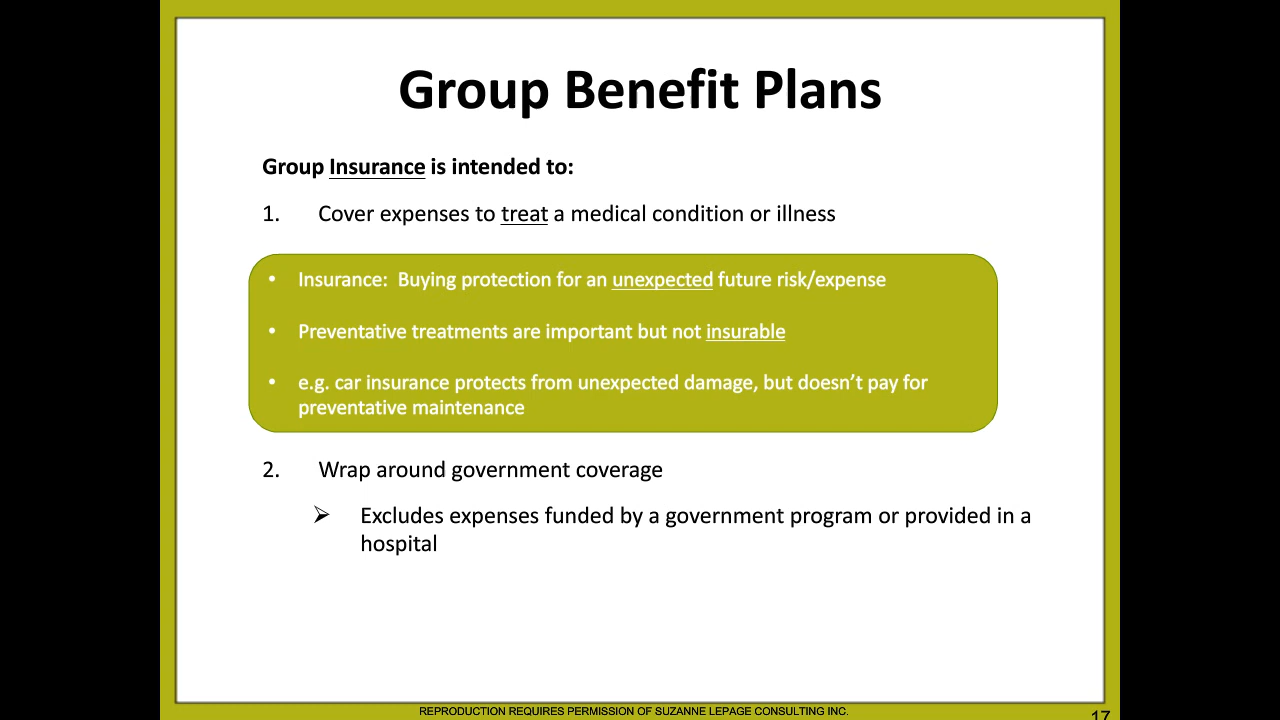 Group Benefit Plans
Group Insurance is intended to:
1. Cover expenses to treat a medical condition or illness
• Insurance: Buying protection for an unexpected future risk/expense
• Preventative treatments are important but not insurable
• e.g. car insurance protects from unexpected damage, but doesn’t pay for
preventative maintenance
2. Wrap around government coverage
➢ Excludes expenses funded by a government program or provided in a
hospital
REPRODUCTION REQUIRES PERMISSION OF SUZANNE LEPAGE CONSULTING INC.
17